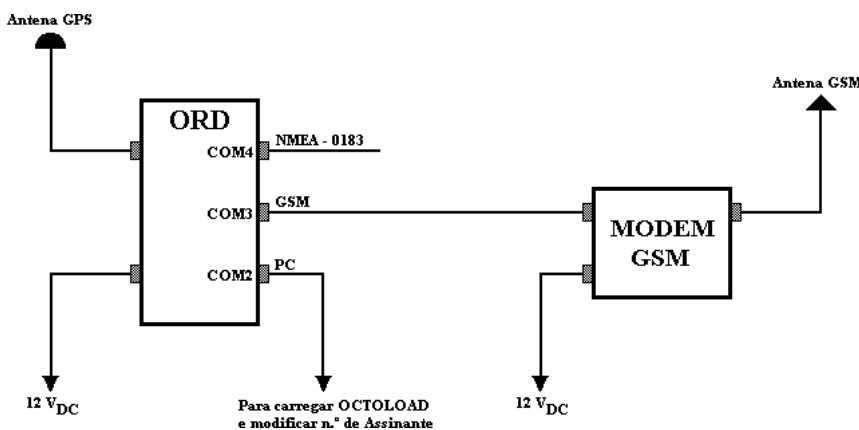 Antena GPS
Antena GSM
ORD
COM4
NMEA - 0183
COM3
GSM
MODEM
GSM
COM2
PC
12 VDC
Para carregar OCTOLOAD
e modificar n.º de Assinante
12 VDC